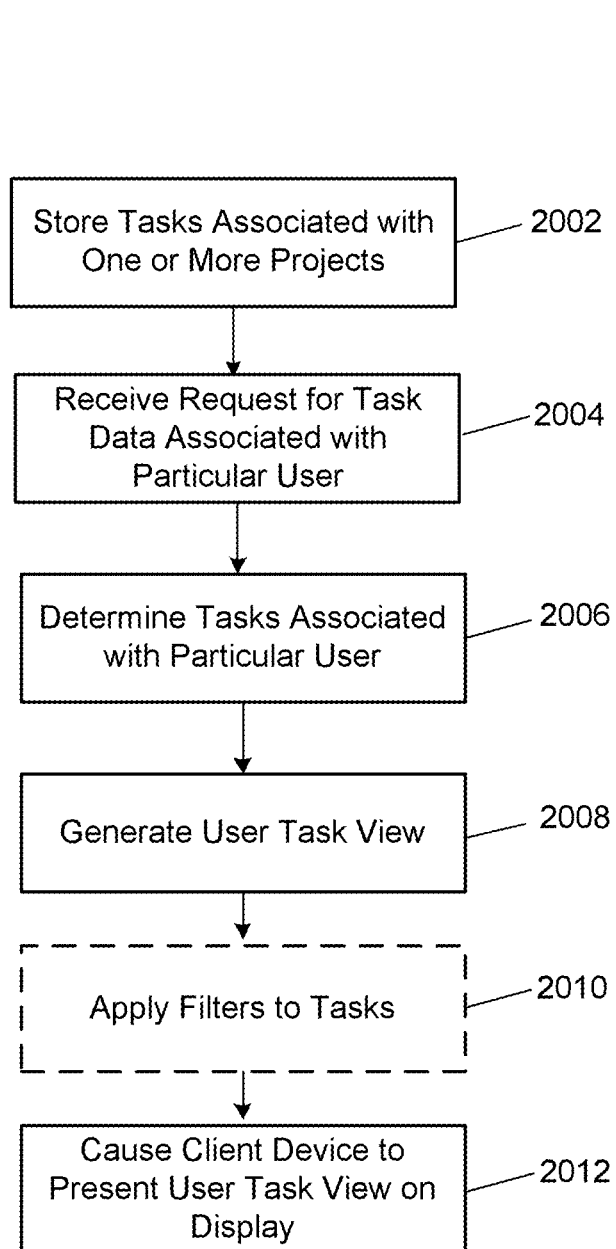 Store Tasks Associated with
One or More Projects
2002
Receive Request for Task
Data Associated with
Particular User
2004
Determine Tasks Associated
with Particular User
2006
Generate User Task View
2008
Apply Filters to Tasks
2010
Cause Client Device to
Present User Task View on
Display
2012